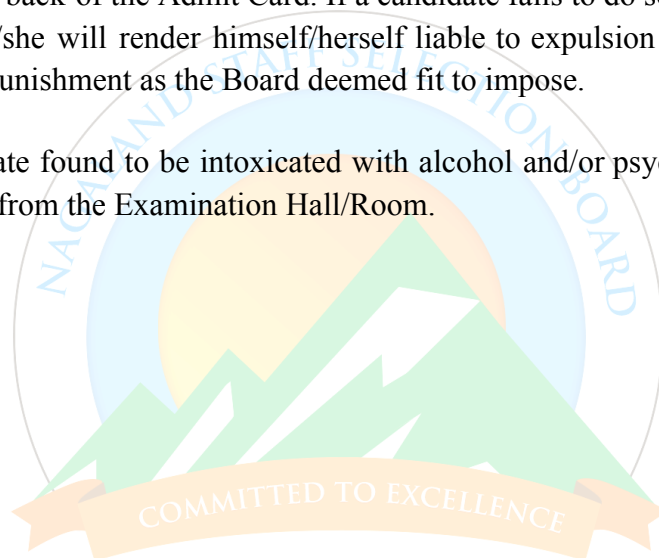 back of the Admit Card. If a candidate fails to do s
/she will render himself/herself liable to expulsion
unishment as the Board deemed fit to impose.
ate found to be intoxicated with alcohol and/or psy
from the Examination Hall/Room.
NAGALAND STAFF SELECTION BOARD
COMMITTED TO EXCELLENCE